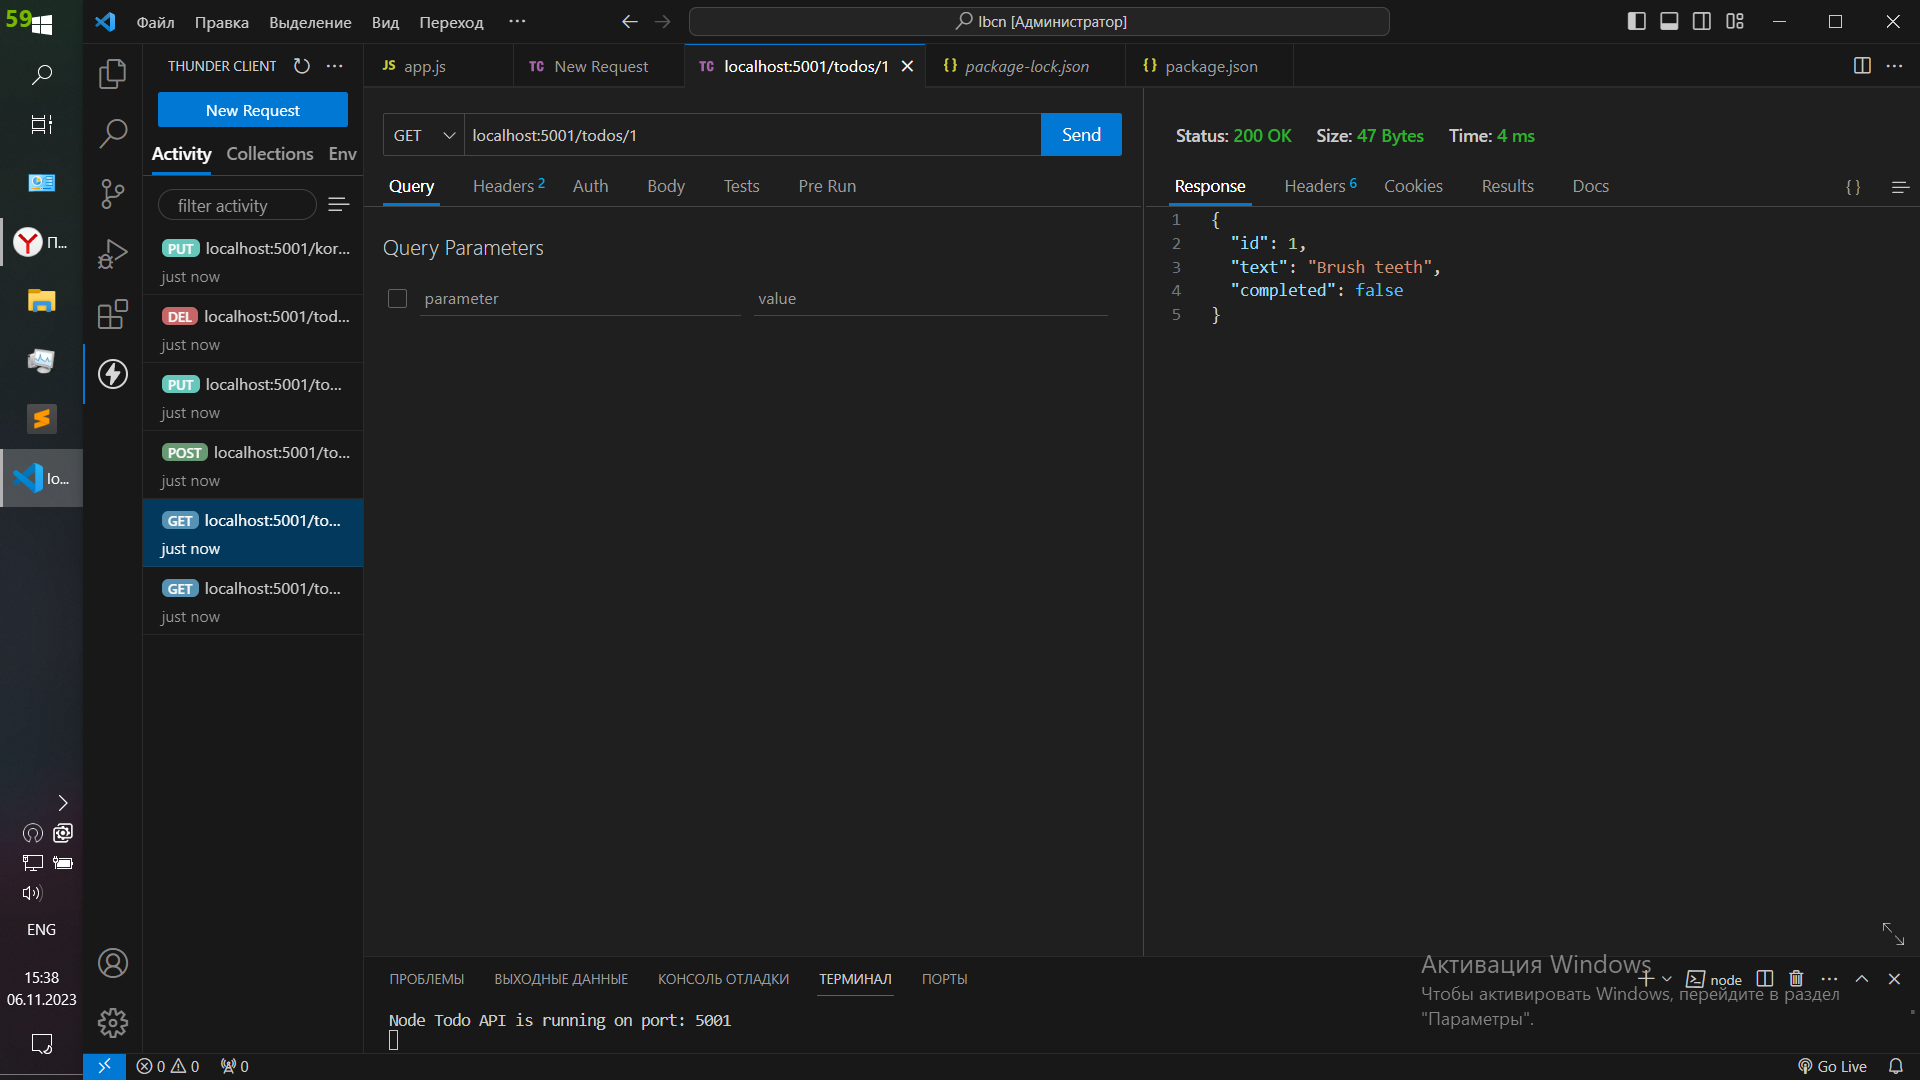 59
Файл Правка Выделение Вид Переход ···
lbcn [Администратор]
THUNDER CLIENT
New Request
Activity Collections Env
filter activity
PUT localhost:5001/kor...
just now
DEL localhost:5001/tod...
just now
PUT localhost:5001/to...
just now
POST localhost:5001/to...
just now
GET localhost:5001/to...
just now
GET localhost:5001/to...
just now
JS app.js
TC New Request
TC localhost:5001/todos/1
{} package-lock.json
{} package.json
GET localhost:5001/todos/1 Send
Query Headers 2 Auth Body Tests Pre Run
Query Parameters
parameter value
Status: 200 OK Size: 47 Bytes Time: 4 ms
Response Headers 6 Cookies Results Docs {}
1 {
2 "id": 1,
3 "text": "Brush teeth",
4 "completed": false
5 }
ПРОБЛЕМЫ ВЫХОДНЫЕ ДАННЫЕ КОНСОЛЬ ОТЛАДКИ ТЕРМИНАЛ ПОРТЫ
node
Node Todo API is running on port: 5001
Активация Windows
Чтобы активировать Windows, перейдите в раздел
"Параметры".
П...
lo...
ENG
15:38
06.11.2023
0 0 0
Go Live